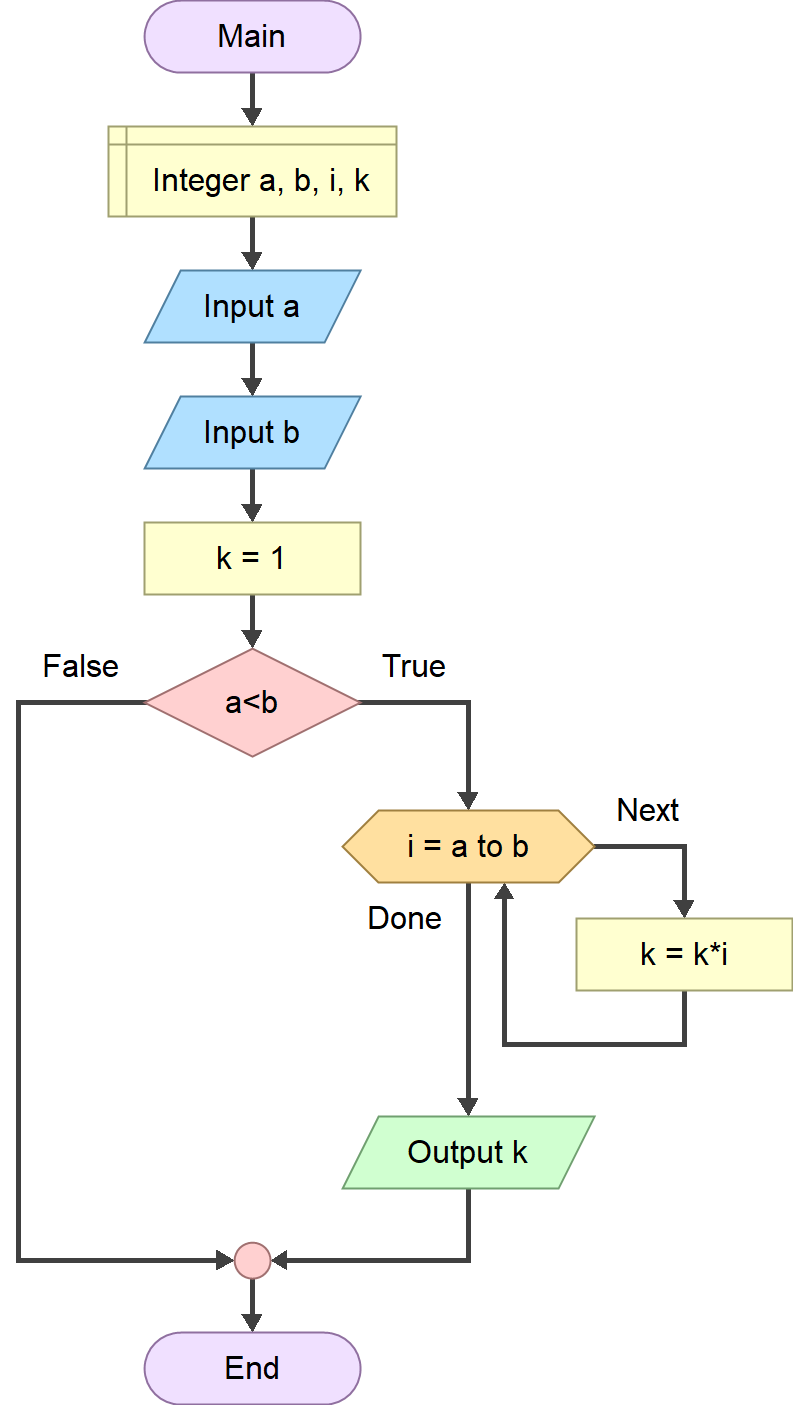 Main
Integer a, b, i, k
Input a
Input b
k = 1
False
True
a<b
Next
i = a to b
Done
k = k*i
Output k
End